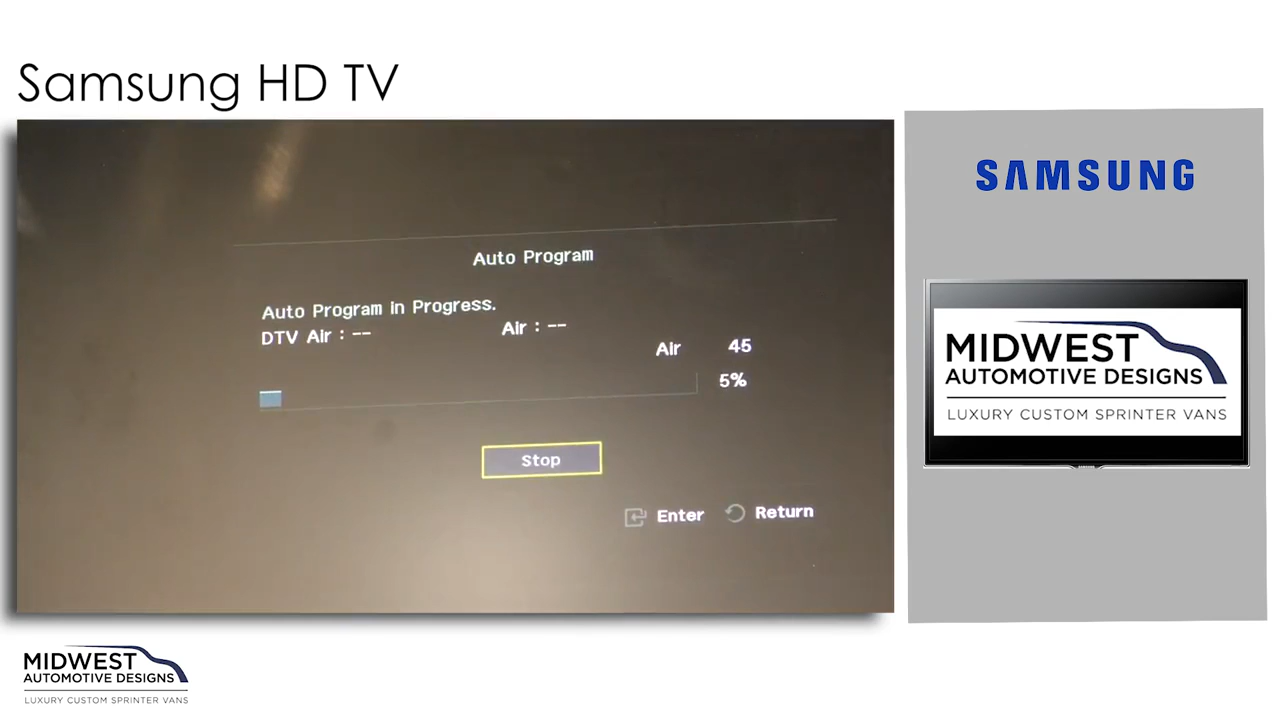 Samsung HD TV
Auto Program
Auto Program in Progress.
DTV Air : -- Air : --
Air 45
5%
Stop
Enter Return
SAMSUNG
MIDWEST
AUTOMOTIVE DESIGNS
LUXURY CUSTOM SPRINTER VANS
MIDWEST
AUTOMOTIVE DESIGNS
LUXURY CUSTOM SPRINTER VANS